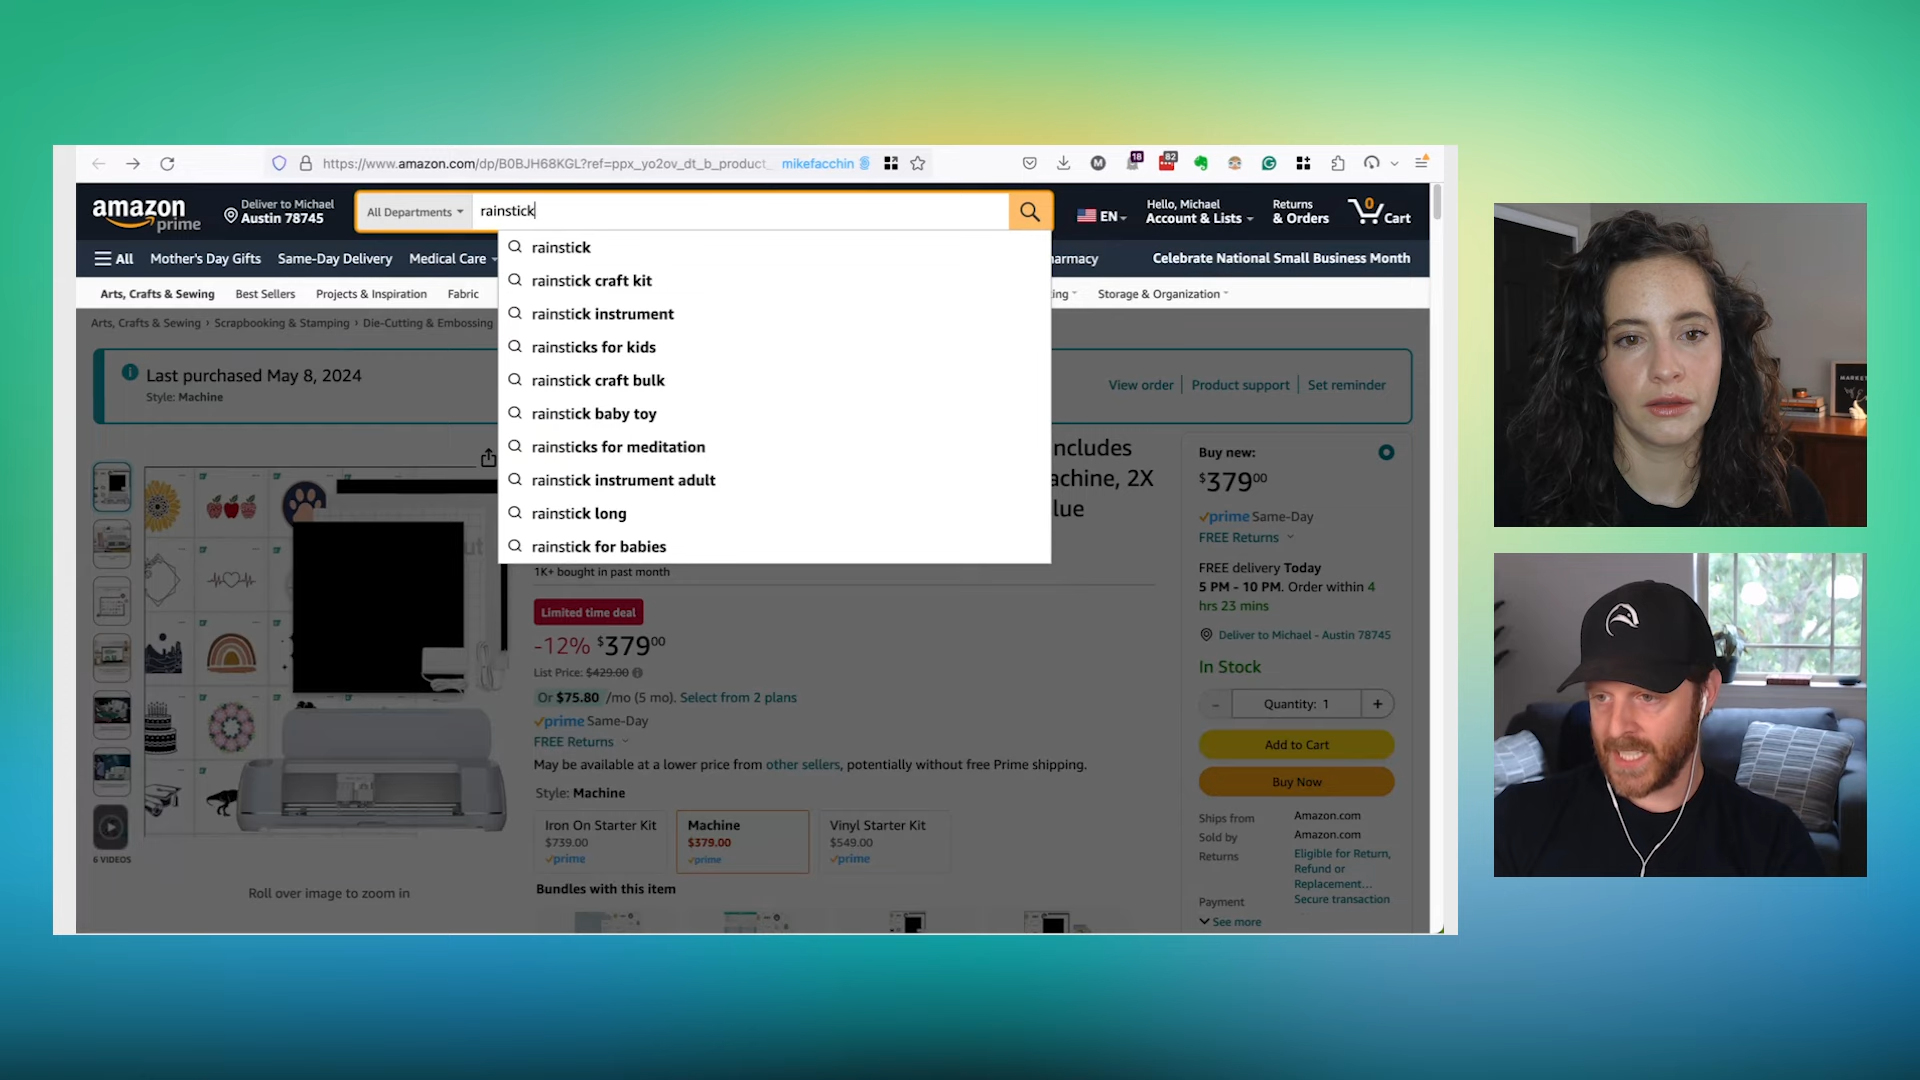 https://www.amazon.com/dp/B0BJH68KGL?ref=ppx_yo2ov_dt_b_product_ mikefacchin
M
18
82
amazon
prime
Deliver to Michael
Austin 78745
All Departments
rainstick
EN
Hello, Michael
Account & Lists
Returns
& Orders
0
Cart
All
Mother's Day Gifts
Same-Day Delivery
Medical Care
armacy
Celebrate National Small Business Month
Arts, Crafts & Sewing
Best Sellers
Projects & Inspiration
Fabric
ing
Storage & Organization
rainstick
rainstick craft kit
rainstick instrument
rainsticks for kids
rainstick craft bulk
rainstick baby toy
rainsticks for meditation
rainstick instrument adult
rainstick long
rainstick for babies
Arts, Crafts & Sewing › Scrapbooking & Stamping › Die-Cutting & Embossing
Last purchased May 8, 2024
Style: Machine
View order
Product support
Set reminder
ncludes
achine, 2X
lue
1K+ bought in past month
Limited time deal
-12% $379.00
List Price: $429.00
Or $75.80 /mo (5 mo). Select from 2 plans
prime Same-Day
FREE Returns
May be available at a lower price from other sellers, potentially without free Prime shipping.
Style: Machine
Iron On Starter Kit
$739.00
prime
Machine
$379.00
prime
Vinyl Starter Kit
$549.00
prime
Bundles with this item
6 VIDEOS
Roll over image to zoom in
Buy new:
$379.00
prime Same-Day
FREE Returns
FREE delivery Today
5 PM - 10 PM. Order within 4
hrs 23 mins
Deliver to Michael - Austin 78745
In Stock
- Quantity: 1 +
Add to Cart
Buy Now
Ships from Amazon.com
Sold by Amazon.com
Returns Eligible for Return,
Refund or
Replacement...
Secure transaction
Payment
See more
MARKET